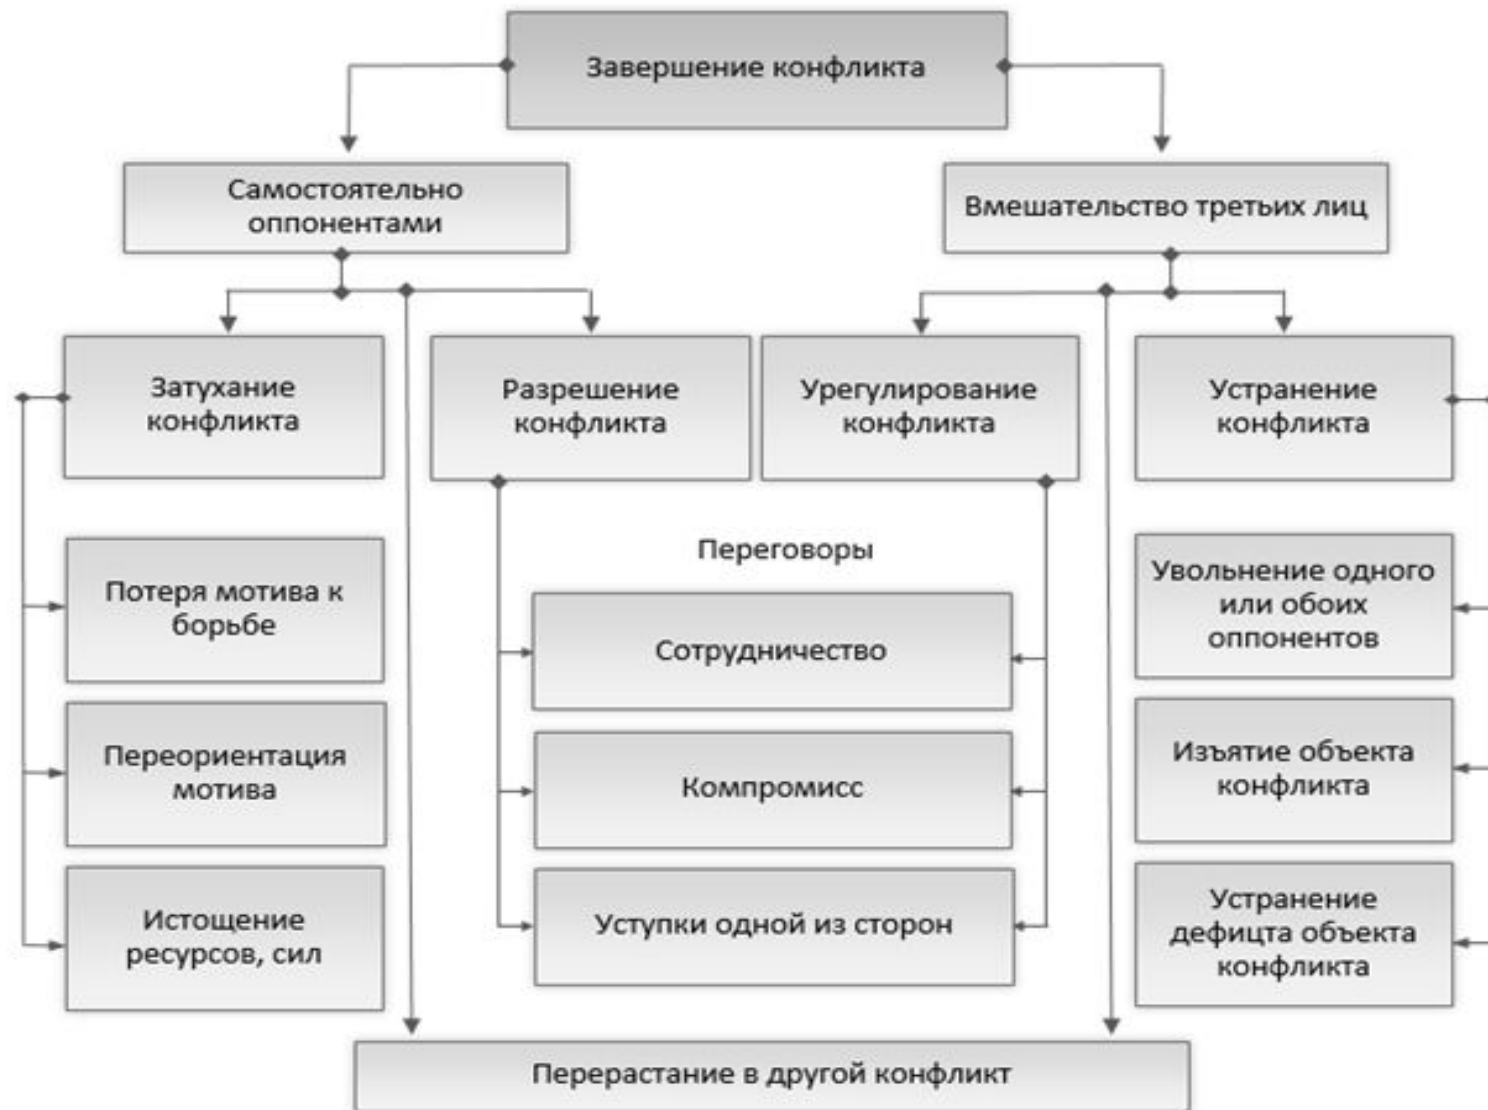 Завершение конфликта
Самостоятельно
оппонентами
Вмешательство третьих лиц
Затухание
конфликта
Разрешение
конфликта
Урегулирование
конфликта
Устранение
конфликта
Переговоры
Потеря мотива к
борьбе
Сотрудничество
Увольнение одного
или обоих
оппонентов
Переориентация
мотива
Компромисс
Изъятие объекта
конфликта
Истощение
ресурсов, сил
Уступки одной из сторон
Устранение
дефицта объекта
конфликта
Перерастание в другой конфликт